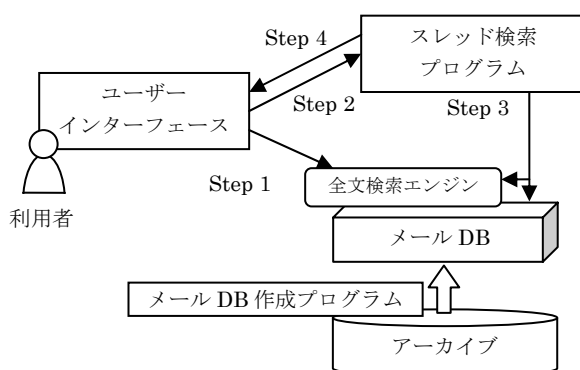 Step 4
スレッド検索
プログラム
ユーザー
インターフェース
Step 2
Step 3
Step 1
全文検索エンジン
利用者
メール DB
メール DB 作成プログラム
アーカイブ